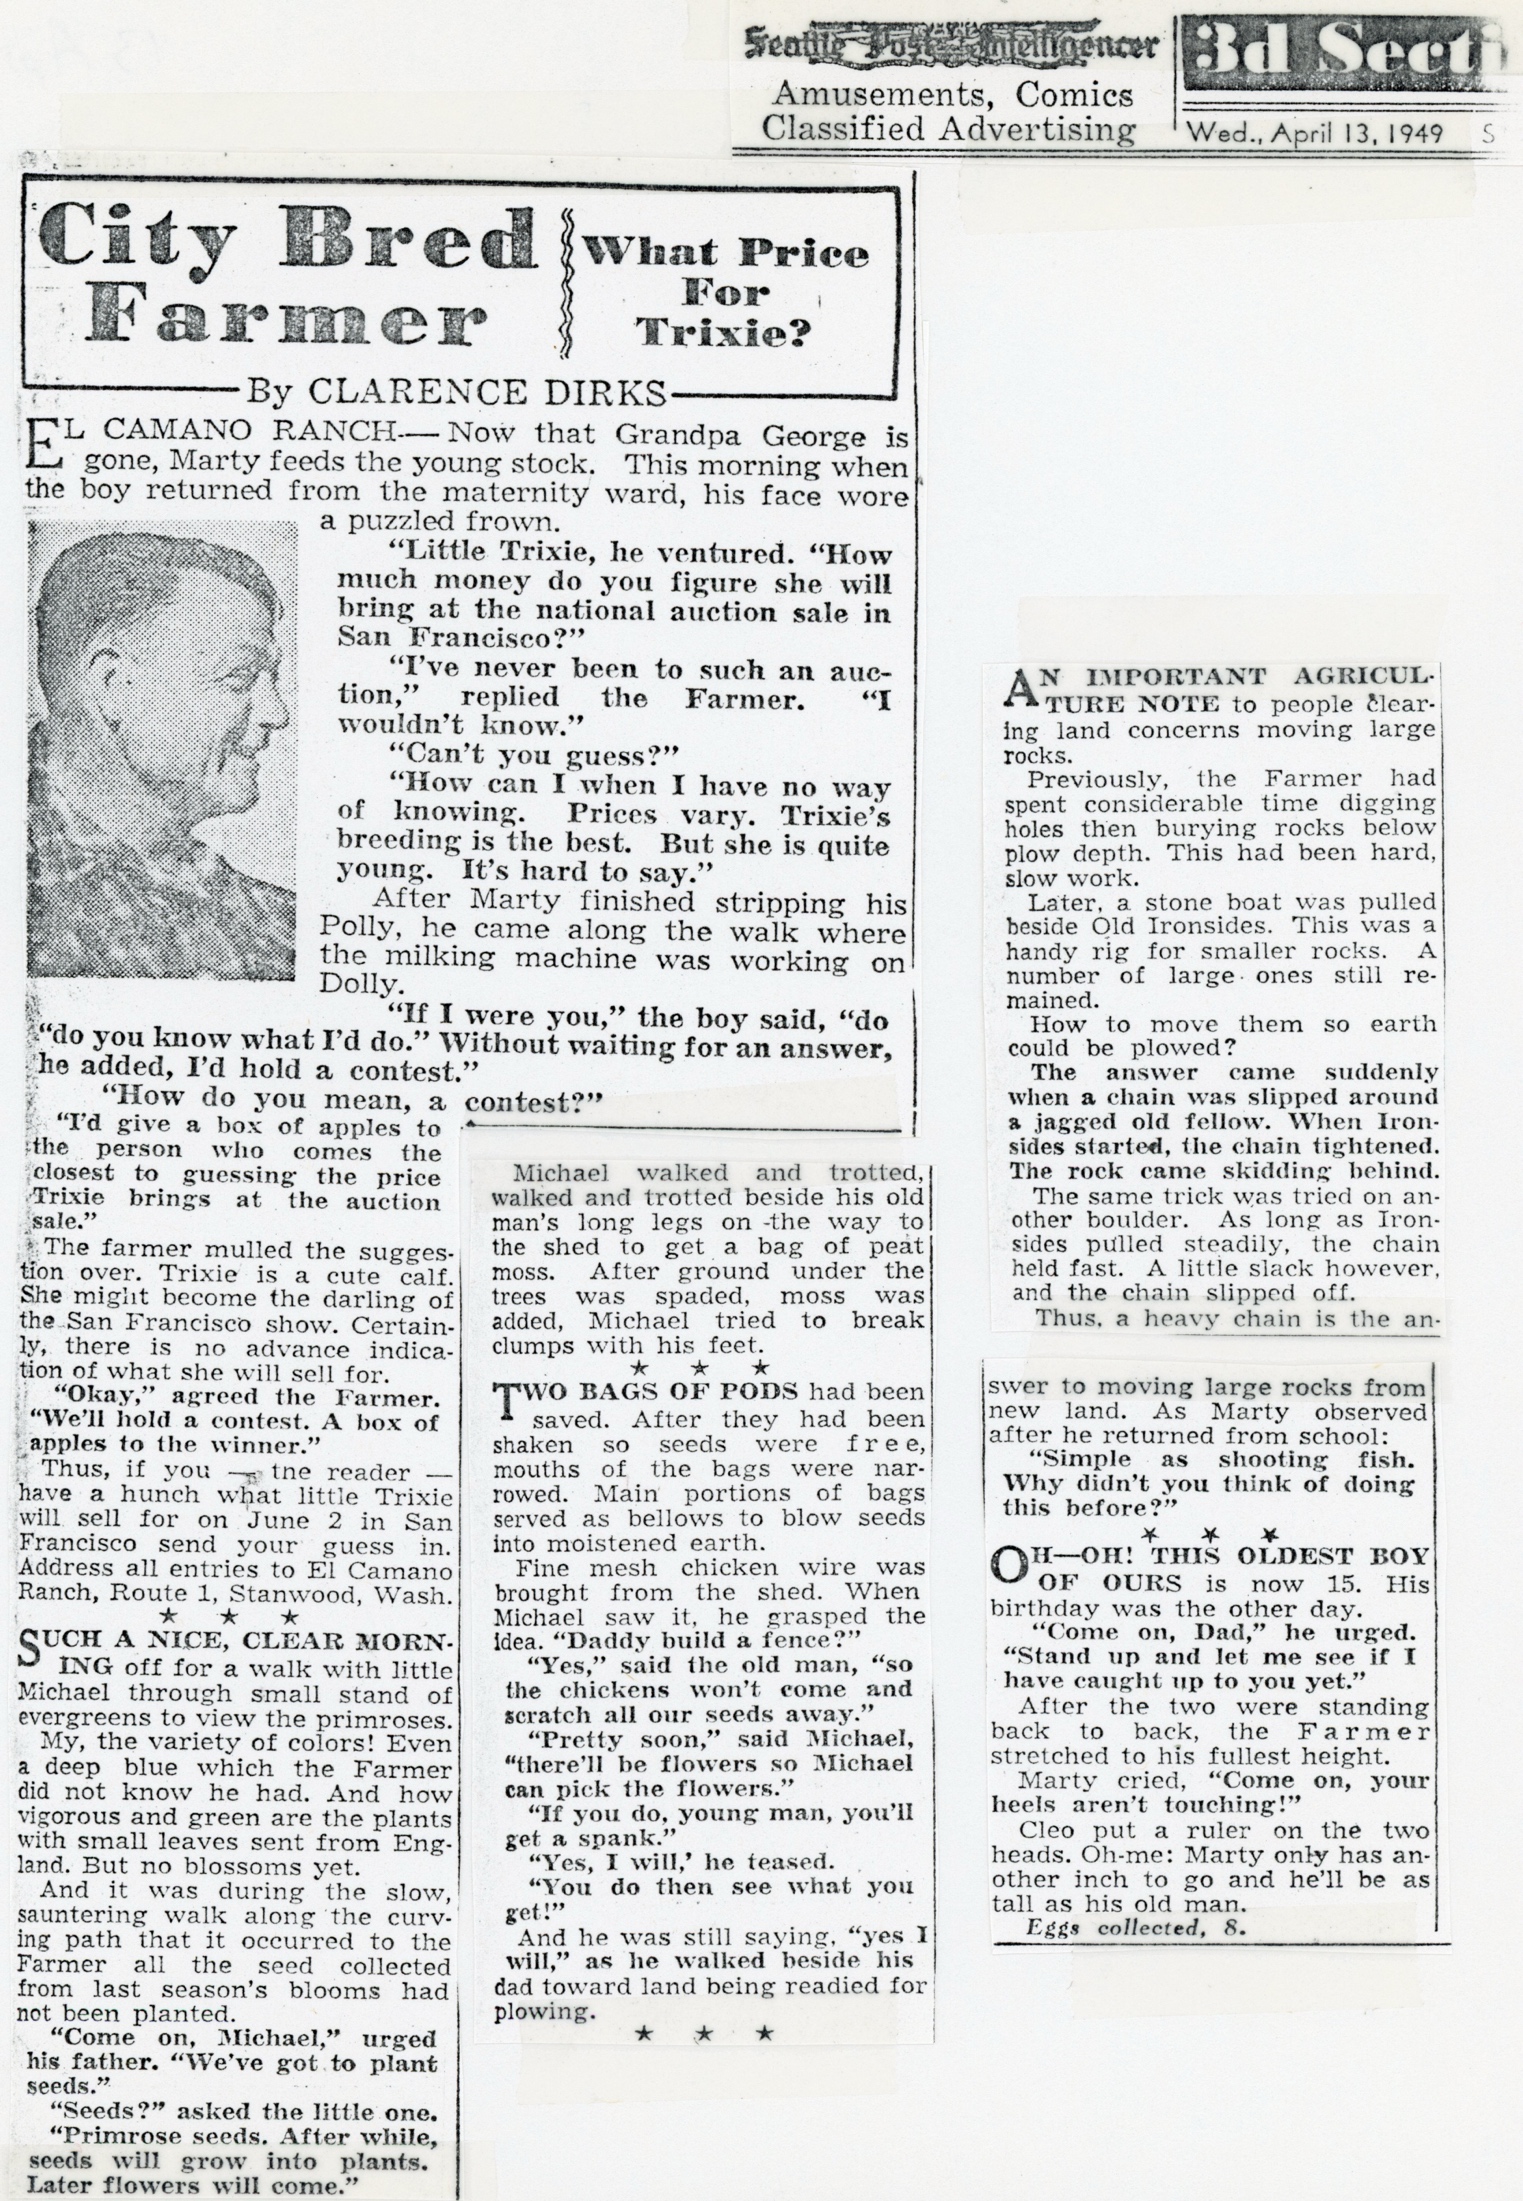 Seattle Post-Intelligencer
Amusements, Comics
Classified Advertising
3d Secti
Wed., April 13, 1949 S
City Bred
Farmer
What Price
For
Trixie?
By CLARENCE DIRKS
EL CAMANO RANCH—Now that Grandpa George is
gone, Marty feeds the young stock. This morning when
the boy returned from the maternity ward, his face wore
a puzzled frown.
"Little Trixie, he ventured. "How
much money do you figure she will
bring at the national auction sale in
San Francisco?"
"I've never been to such an auc-
tion," replied the Farmer. "I
wouldn't know."
"Can't you guess?"
"How can I when I have no way
of knowing. Prices vary. Trixie's
breeding is the best. But she is quite
young. It's hard to say."
After Marty finished stripping his
Polly, he came along the walk where
the milking machine was working on
Dolly.
"If I were you," the boy said, "do
"do you know what I'd do." Without waiting for an answer,
he added, I'd hold a contest."
"How do you mean, a contest?"
"I'd give a box of apples to
the person who comes the
closest to guessing the price
Trixie brings at the auction
sale."
The farmer mulled the sugges-
tion over. Trixie is a cute calf.
She might become the darling of
the San Francisco show. Certain-
ly, there is no advance indica-
tion of what she will sell for.
"Okay," agreed the Farmer.
"We'll hold a contest. A box of
apples to the winner."
Thus, if you — the reader —
have a hunch what little Trixie
will sell for on June 2 in San
Francisco send your guess in.
Address all entries to El Camano
Ranch, Route 1, Stanwood, Wash.
★ ★ ★
SUCH A NICE, CLEAR MORN-
ING off for a walk with little
Michael through small stand of
evergreens to view the primroses.
My, the variety of colors! Even
a deep blue which the Farmer
did not know he had. And how
vigorous and green are the plants
with small leaves sent from Eng-
land. But no blossoms yet.
And it was during the slow,
sauntering walk along the curv-
ing path that it occurred to the
Farmer all the seed collected
from last season's blooms had
not been planted.
"Come on, Michael," urged
his father. "We've got to plant
seeds."
"Seeds?" asked the little one.
"Primrose seeds. After while,
seeds will grow into plants.
Later flowers will come."
Michael walked and trotted,
walked and trotted beside his old
man's long legs on the way to
the shed to get a bag of peat
moss. After ground under the
trees was spaded, moss was
added, Michael tried to break
clumps with his feet.
★ ★ ★
TWO BAGS OF PODS had been
saved. After they had been
shaken so seeds were free,
mouths of the bags were nar-
rowed. Main portions of bags
served as bellows to blow seeds
into moistened earth.
Fine mesh chicken wire was
brought from the shed. When
Michael saw it, he grasped the
idea. "Daddy build a fence?"
"Yes," said the old man, "so
the chickens won't come and
scratch all our seeds away."
"Pretty soon," said Michael,
"there'll be flowers so Michael
can pick the flowers."
"If you do, young man, you'll
get a spank."
"Yes, I will,' he teased.
"You do then see what you
get!"
And he was still saying, "yes I
will," as he walked beside his
dad toward land being readied for
plowing.
★ ★ ★
AN IMPORTANT AGRICUL-
TURE NOTE to people clear-
ing land concerns moving large
rocks.
Previously, the Farmer had
spent considerable time digging
holes then burying rocks below
plow depth. This had been hard,
slow work.
Later, a stone boat was pulled
beside Old Ironsides. This was a
handy rig for smaller rocks. A
number of large ones still re-
mained.
How to move them so earth
could be plowed?
The answer came suddenly
when a chain was slipped around
a jagged old fellow. When Iron-
sides started, the chain tightened.
The rock came skidding behind.
The same trick was tried on an-
other boulder. As long as Iron-
sides pulled steadily, the chain
held fast. A little slack however,
and the chain slipped off.
Thus, a heavy chain is the an-
swer to moving large rocks from
new land. As Marty observed
after he returned from school:
"Simple as shooting fish.
Why didn't you think of doing
this before?"
★ ★ ★
OH—OH! THIS OLDEST BOY
OF OURS is now 15. His
birthday was the other day.
"Come on, Dad," he urged.
"Stand up and let me see if I
have caught up to you yet."
After the two were standing
back to back, the Farmer
stretched to his fullest height.
Marty cried, "Come on, your
heels aren't touching!"
Cleo put a ruler on the two
heads. Oh-me: Marty only has an-
other inch to go and he'll be as
tall as his old man.
Eggs collected, 8.